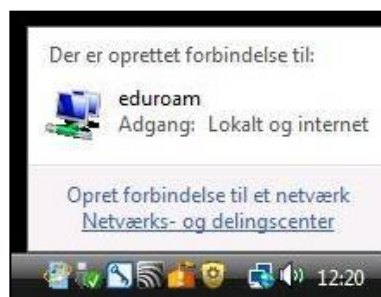 Der er oprettet forbindelse til:
eduroam
Adgang: Lokalt og internet
Opret forbindelse til et netværk
Netværks- og delingscenter
12:20